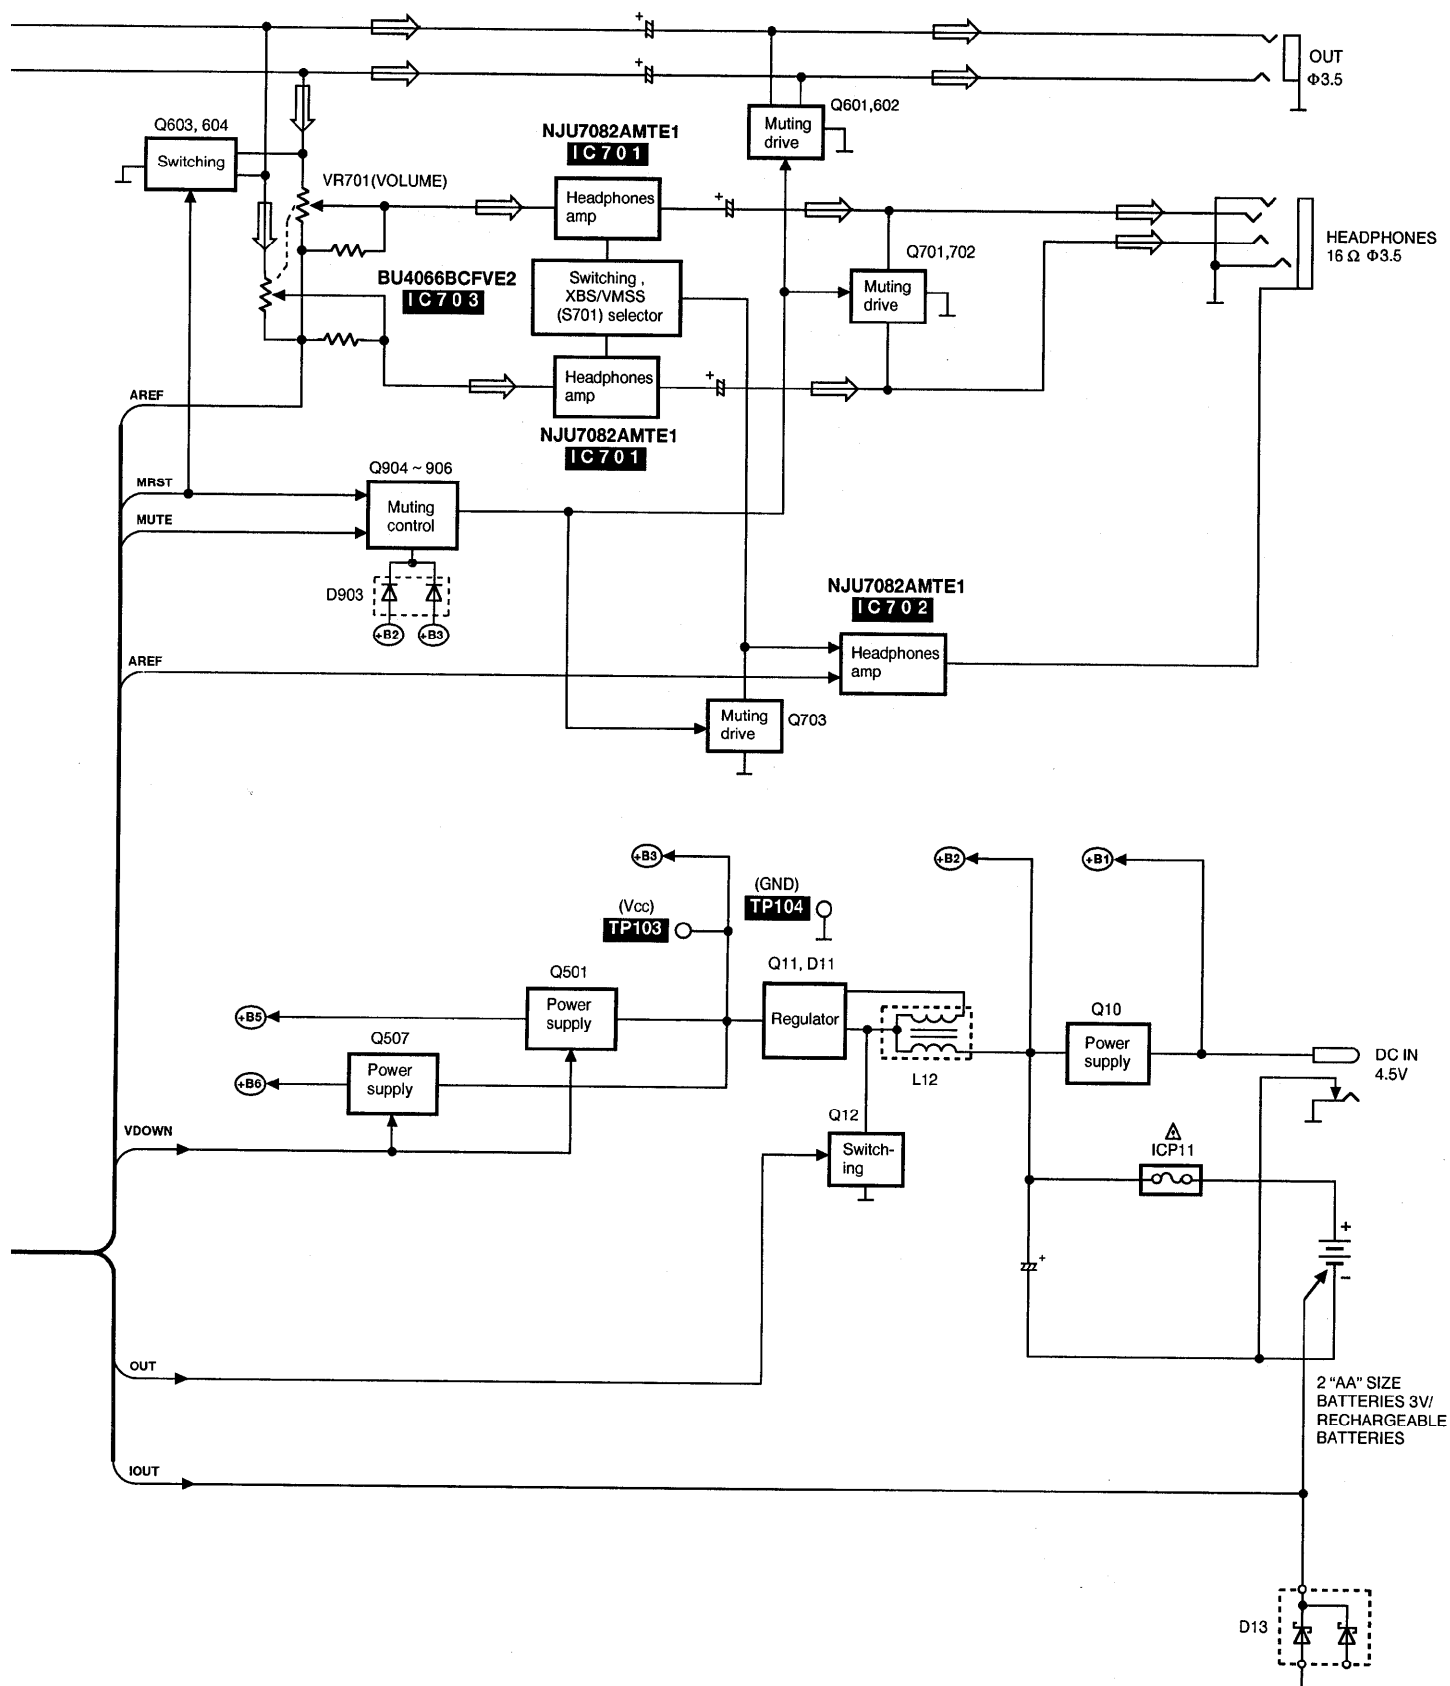 OUT
Φ3.5
Q601,602
Muting
drive
Q603, 604
Switching
NJU7082AMTE1
IC701
VR701(VOLUME)
Headphones
amp
HEADPHONES
16 Ω Φ3.5
Q701,702
Muting
drive
BU4066BCFVE2
IC703
Switching ,
XBS/VMSS
(S701) selector
Headphones
amp
AREF
NJU7082AMTE1
IC701
Q904 ~ 906
MRST
Muting
control
MUTE
D903
+B2
+B3
NJU7082AMTE1
IC702
AREF
Headphones
amp
Muting
drive
Q703
+B3
+B2
+B1
(GND)
TP104
(Vcc)
TP103
Q11, D11
Q501
Power
supply
Regulator
Q10
Power
supply
+B5
Q507
Power
supply
+B6
L12
DC IN
4.5V
Q12
Switch-
ing
VDOWN
ICP11
+
−
+
OUT
2 “AA” SIZE
BATTERIES 3V/
RECHARGEABLE
BATTERIES
IOUT
D13